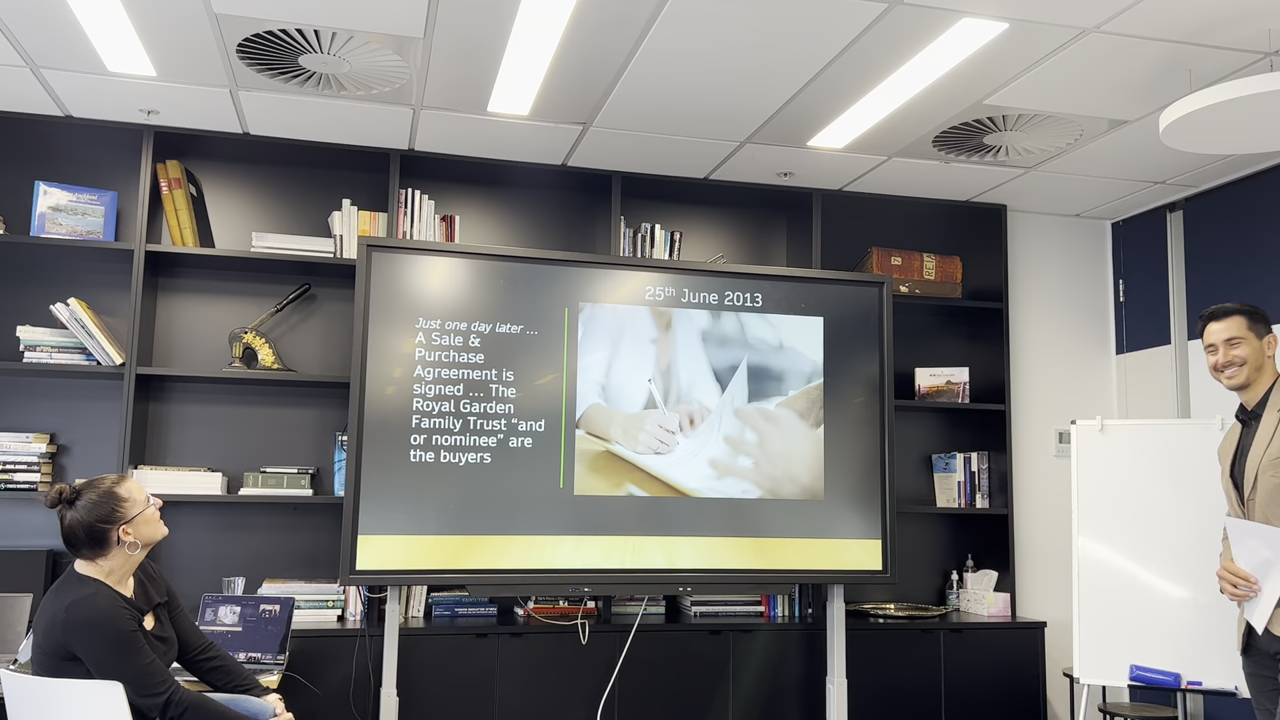 25th June 2013
Just one day later ...
A Sale &
Purchase
Agreement is
signed ... The
Royal Garden
Family Trust “and
or nominee” are
the buyers